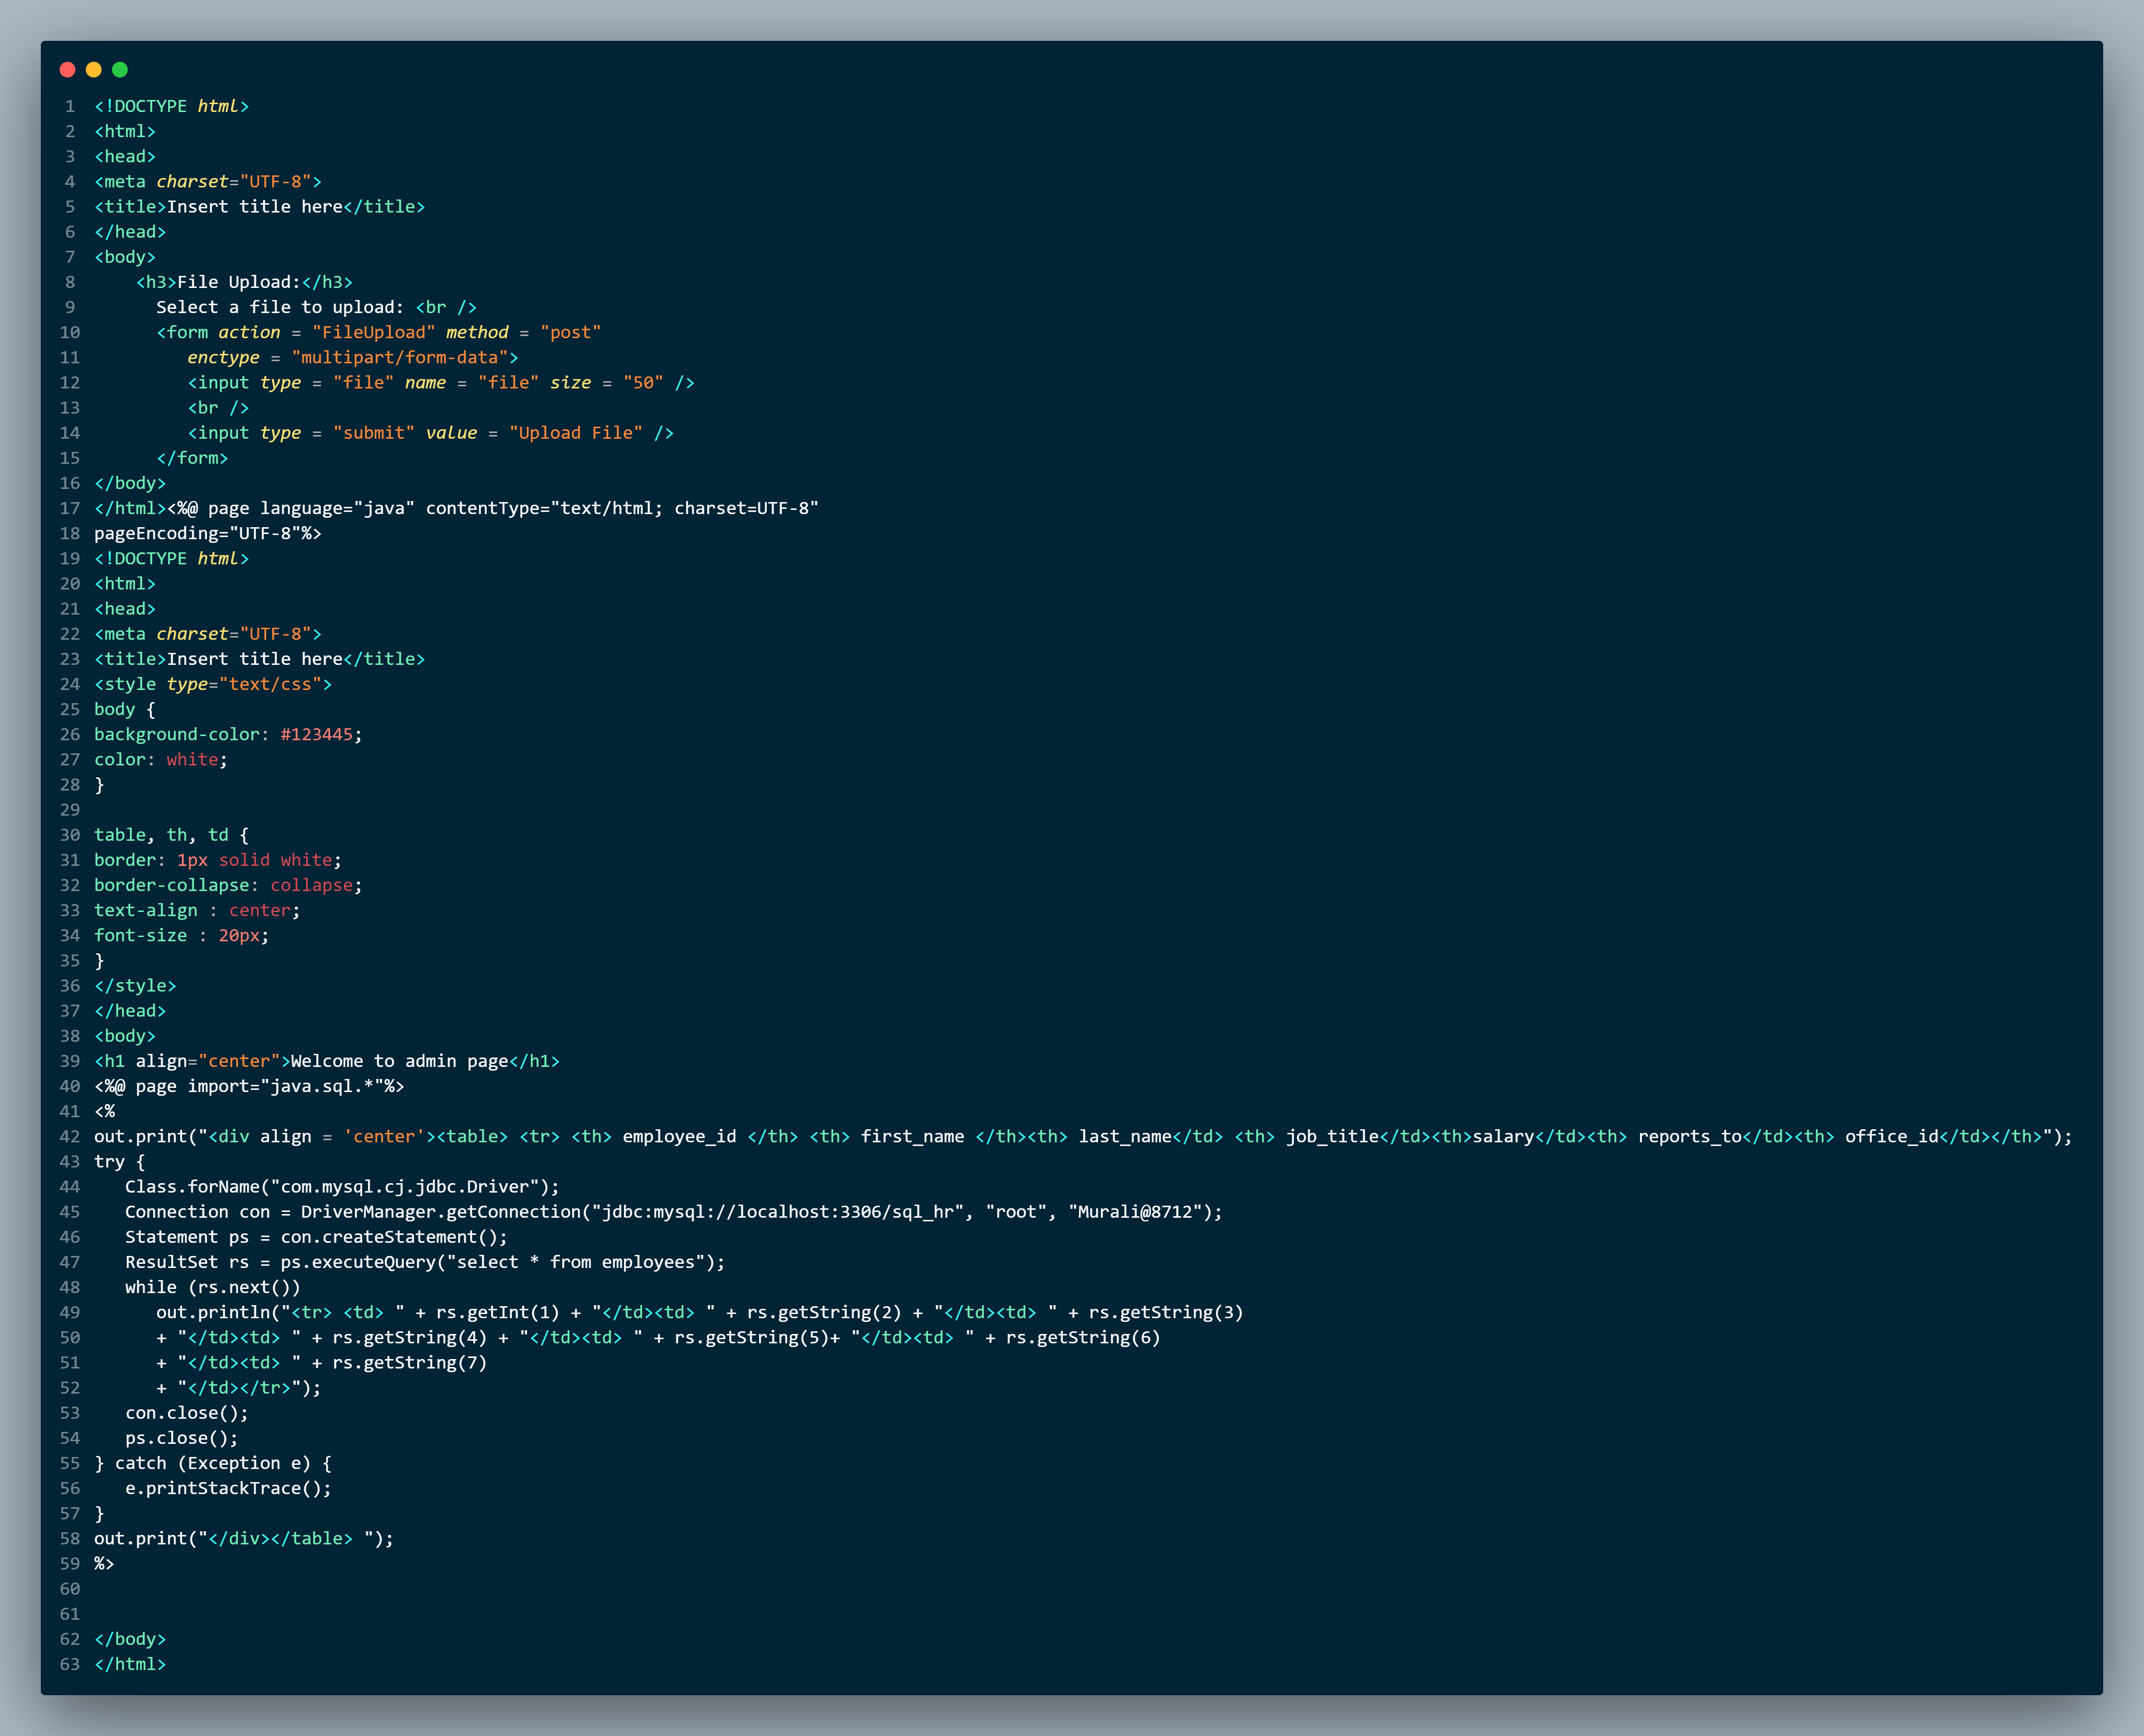 1 <!DOCTYPE html>
2 <html>
3 <head>
4 <meta charset="UTF-8">
5 <title>Insert title here</title>
6 </head>
7 <body>
8     <h3>File Upload:</h3>
9       Select a file to upload: <br />
10       <form action = "FileUpload" method = "post"
11          enctype = "multipart/form-data">
12          <input type = "file" name = "file" size = "50" />
13          <br />
14          <input type = "submit" value = "Upload File" />
15       </form>
16 </body>
17 </html><%@ page language="java" contentType="text/html; charset=UTF-8"
18 pageEncoding="UTF-8"%>
19 <!DOCTYPE html>
20 <html>
21 <head>
22 <meta charset="UTF-8">
23 <title>Insert title here</title>
24 <style type="text/css">
25 body {
26 background-color: #123445;
27 color: white;
28 }
29
30 table, th, td {
31 border: 1px solid white;
32 border-collapse: collapse;
33 text-align : center;
34 font-size : 20px;
35 }
36 </style>
37 </head>
38 <body>
39 <h1 align="center">Welcome to admin page</h1>
40 <%@ page import="java.sql.*"%>
41 <%
42 out.print("<div align = 'center'><table> <tr> <th> employee_id </th> <th> first_name </th><th> last_name</td> <th> job_title</td><th>salary</td><th> reports_to</td><th> office_id</td></th>");
43 try {
44    Class.forName("com.mysql.cj.jdbc.Driver");
45    Connection con = DriverManager.getConnection("jdbc:mysql://localhost:3306/sql_hr", "root", "Murali@8712");
46    Statement ps = con.createStatement();
47    ResultSet rs = ps.executeQuery("select * from employees");
48    while (rs.next())
49       out.println("<tr> <td> " + rs.getInt(1) + "</td><td> " + rs.getString(2) + "</td><td> " + rs.getString(3)
50       + "</td><td> " + rs.getString(4) + "</td><td> " + rs.getString(5)+ "</td><td> " + rs.getString(6)
51       + "</td><td> " + rs.getString(7)
52       + "</td></tr>");
53    con.close();
54    ps.close();
55 } catch (Exception e) {
56    e.printStackTrace();
57 }
58 out.print("</div></table> ");
59 %>
60
61
62 </body>
63 </html>